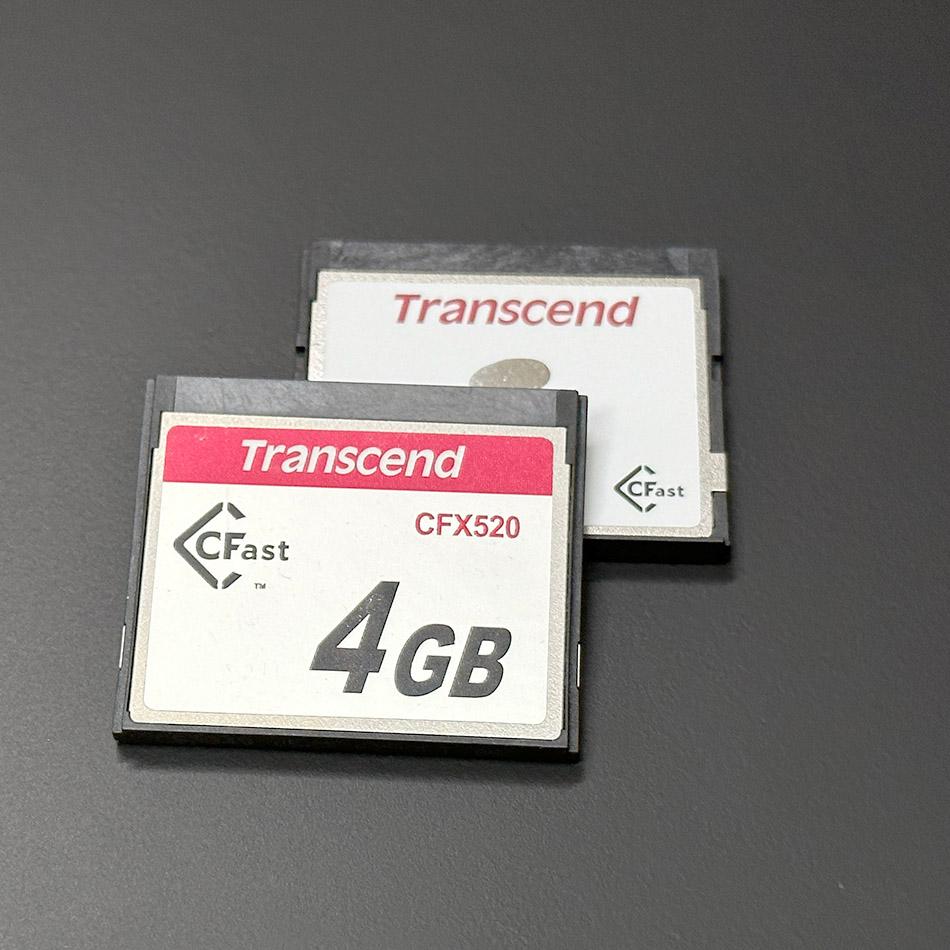 Transcend
CFast
Transcend
CFX520
CFast
™
4GB